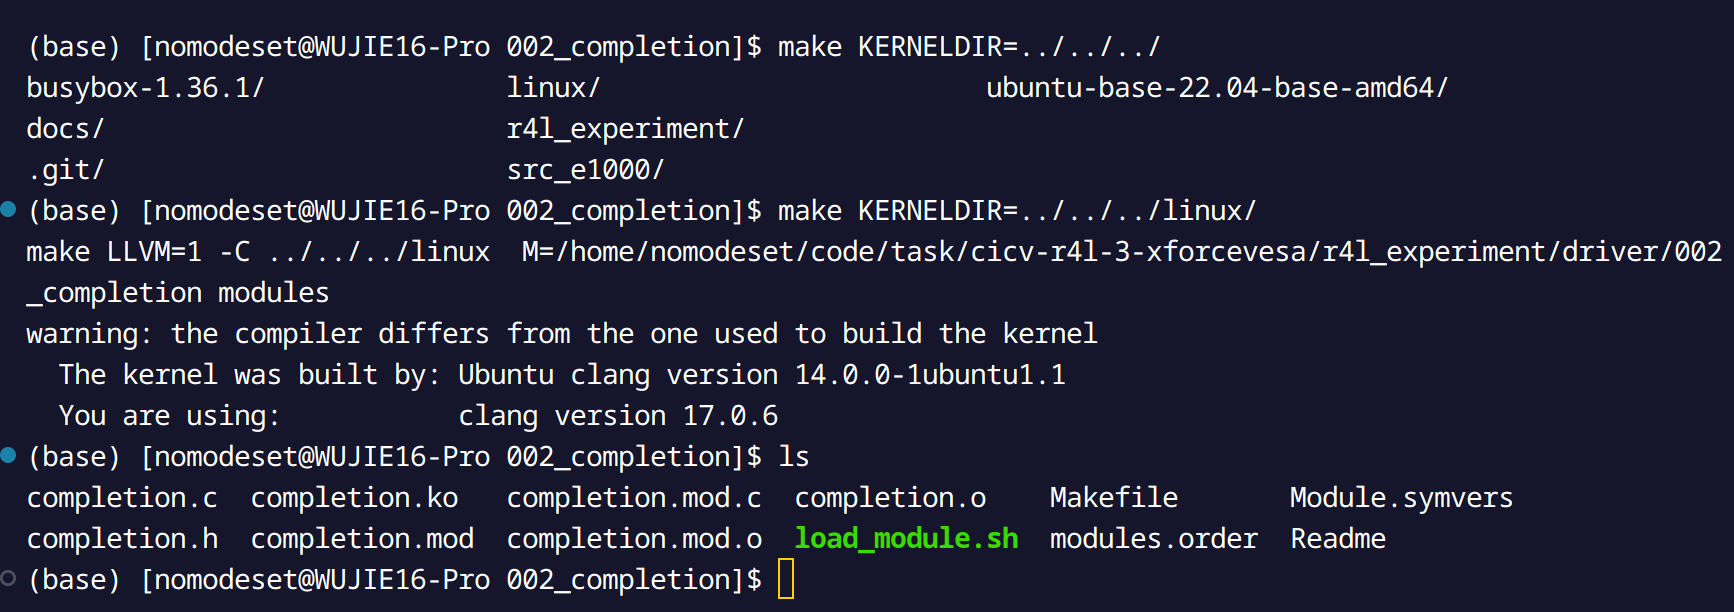 (base) [nomodeset@WUJIE16-Pro 002_completion]$ make KERNELDIR=../../../
busybox-1.36.1/ linux/ ubuntu-base-22.04-base-amd64/
docs/ r4l_experiment/
.git/ src_e1000/
(base) [nomodeset@WUJIE16-Pro 002_completion]$ make KERNELDIR=../../../linux/
make LLVM=1 -C ../../../linux  M=/home/nomodeset/code/task/cicv-r4l-3-xforcevesa/r4l_experiment/driver/002
_completion modules
warning: the compiler differs from the one used to build the kernel
  The kernel was built by: Ubuntu clang version 14.0.0-1ubuntu1.1
  You are using:           clang version 17.0.6
(base) [nomodeset@WUJIE16-Pro 002_completion]$ ls
completion.c  completion.ko   completion.mod.c  completion.o    Makefile       Module.symvers
completion.h  completion.mod  completion.mod.o  load_module.sh  modules.order  Readme
(base) [nomodeset@WUJIE16-Pro 002_completion]$